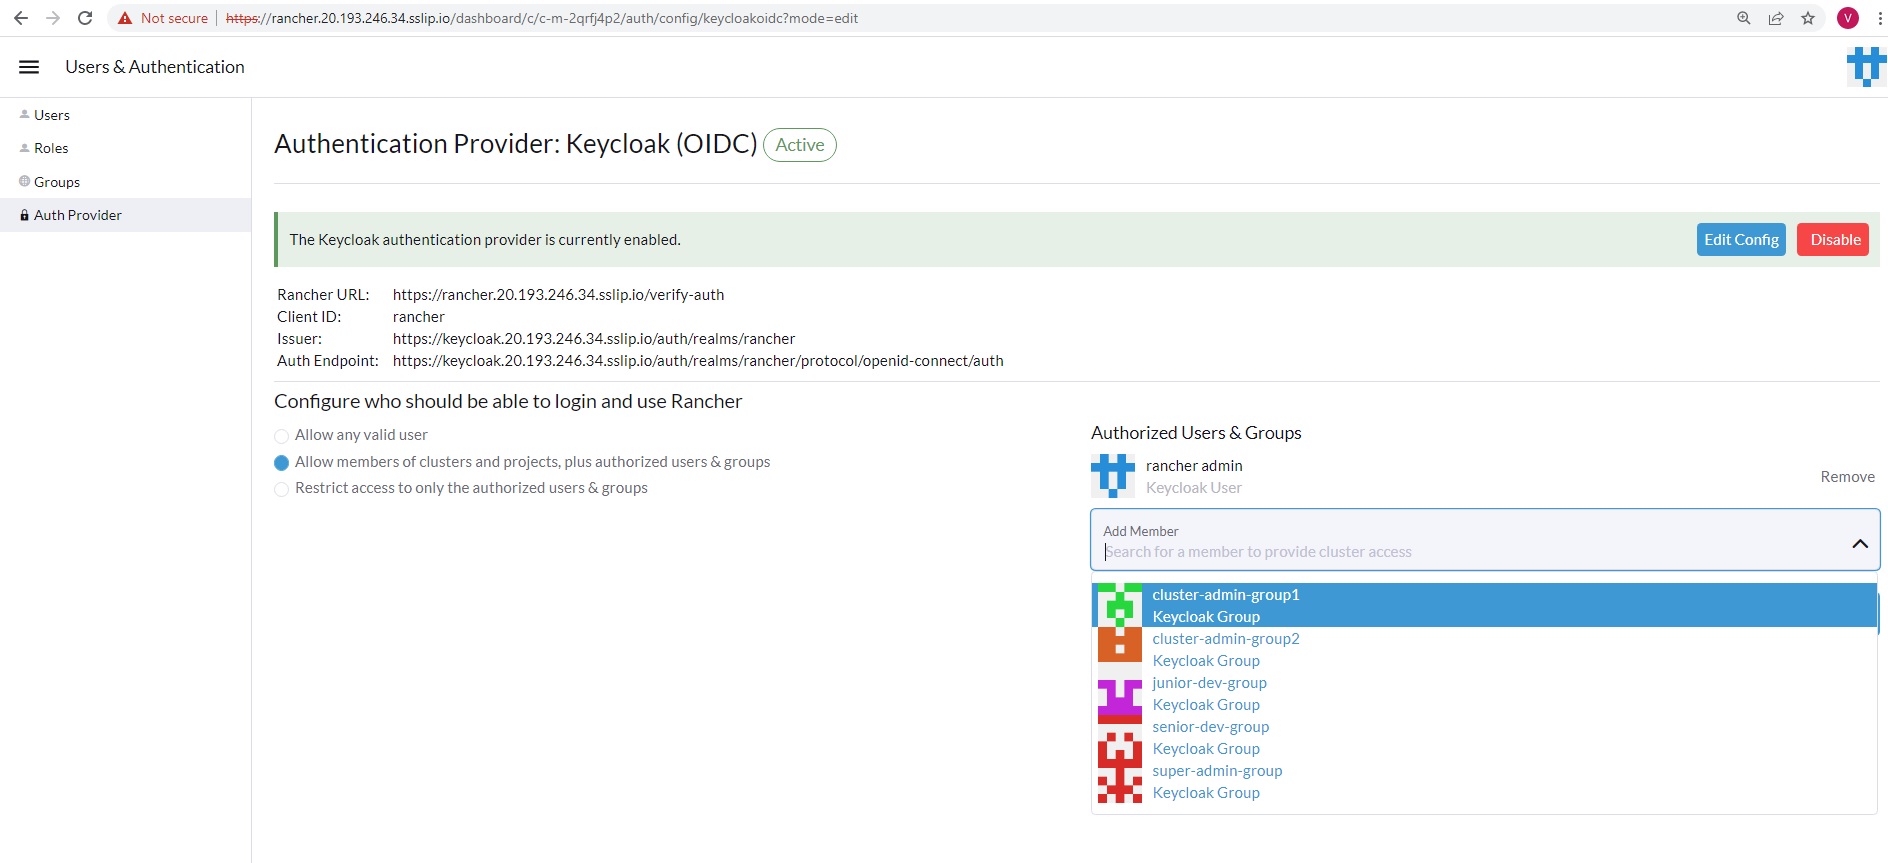 Not secure
https://rancher.20.193.246.34.sslip.io/dashboard/c/c-m-2qrfj4p2/auth/config/keycloakoidc?mode=edit
V
Users & Authentication
Users
Roles
Groups
Auth Provider
Authentication Provider: Keycloak (OIDC) Active
The Keycloak authentication provider is currently enabled.
Edit Config
Disable
Rancher URL: https://rancher.20.193.246.34.sslip.io/verify-auth
Client ID: rancher
Issuer: https://keycloak.20.193.246.34.sslip.io/auth/realms/rancher
Auth Endpoint: https://keycloak.20.193.246.34.sslip.io/auth/realms/rancher/protocol/openid-connect/auth
Configure who should be able to login and use Rancher
Allow any valid user
Allow members of clusters and projects, plus authorized users & groups
Restrict access to only the authorized users & groups
Authorized Users & Groups
rancher admin
Keycloak User
Remove
Add Member
Search for a member to provide cluster access
cluster-admin-group1
Keycloak Group
cluster-admin-group2
Keycloak Group
junior-dev-group
Keycloak Group
senior-dev-group
Keycloak Group
super-admin-group
Keycloak Group